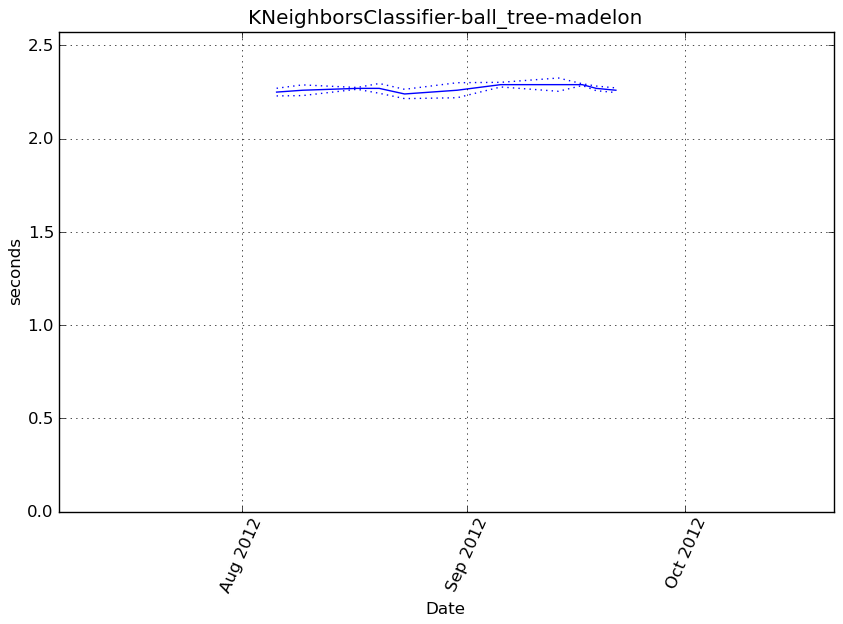 KNeighborsClassifier-ball_tree-madelon
2.5
2.0
1.5
1.0
0.5
0.0
seconds
Aug 2012
Sep 2012
Oct 2012
Date